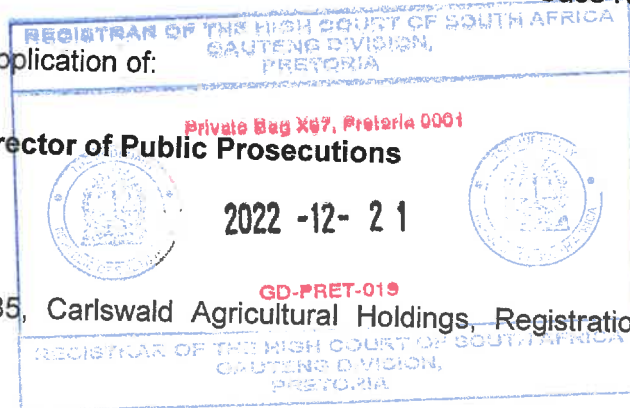 REGISTRAR OF THE HIGH COURT OF SOUTH AFRICA
GAUTENG DIVISION,
pplication of:
PRETORIA
Private Bag X67, Pretoria 0001
rector of Public Prosecutions
2022 -12- 21
GD-PRET-019
35, Carlswald Agricultural Holdings, Registratio
REGISTRAR OF THE HIGH COURT OF SOUTH AFRICA
GAUTENG DIVISION,
PRETORIA